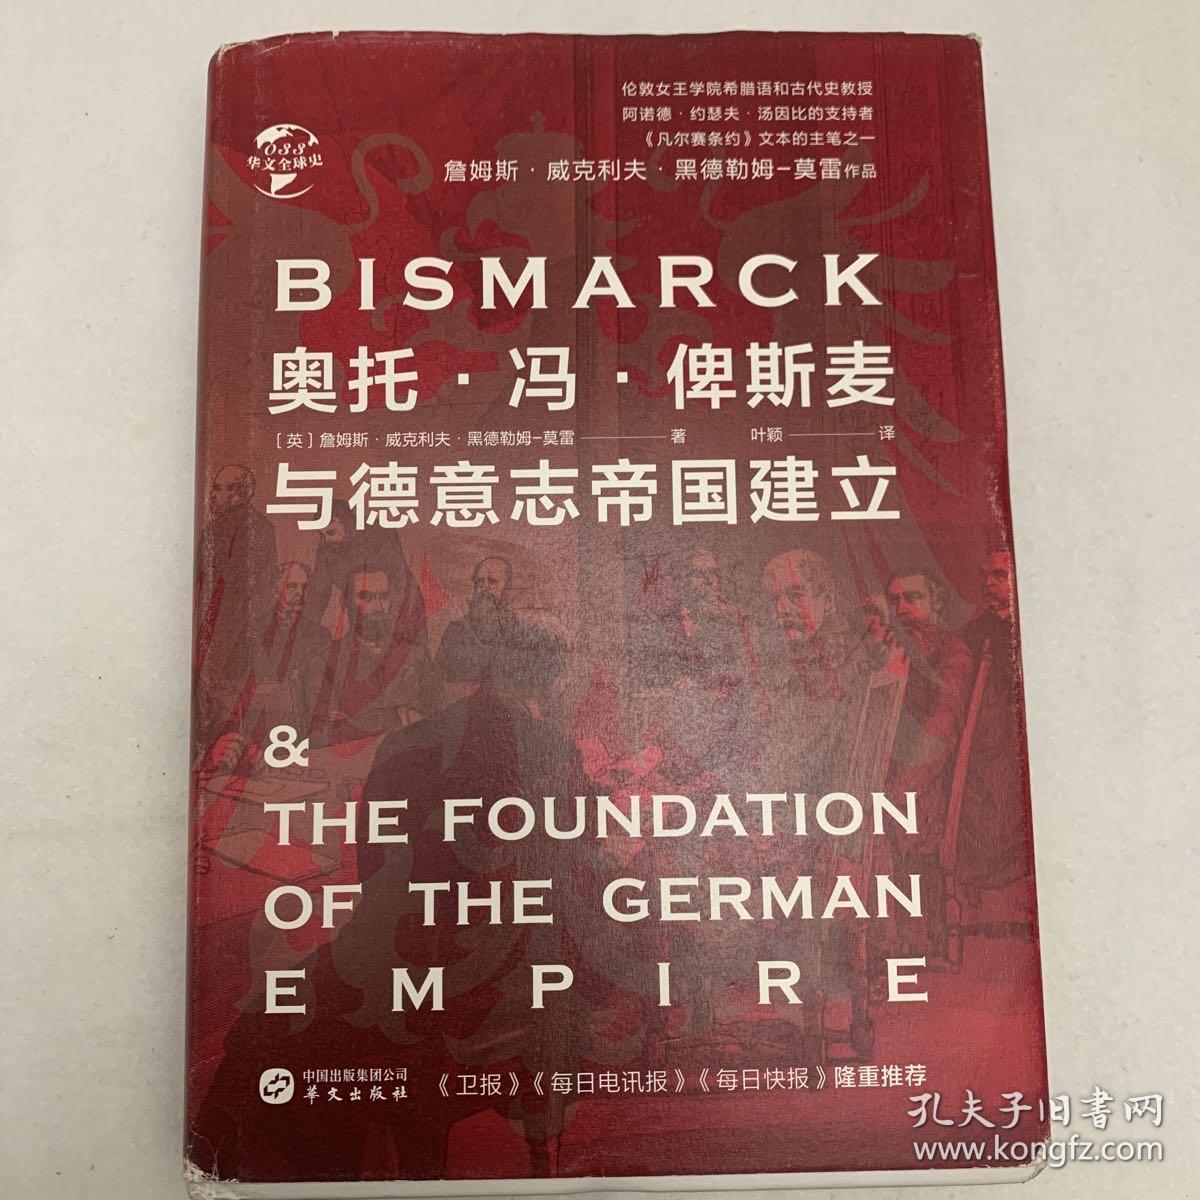 伦敦女王学院希腊语和古代史教授
阿诺德·约瑟夫·汤因比的支持者
《凡尔赛条约》文本的主笔之一
詹姆斯·威克利夫·黑德勒姆-莫雷作品
088
华文全球史
BISMARCK
奥托·冯·俾斯麦
[英]詹姆斯·威克利夫·黑德勒姆-莫雷——著 叶颖——译
与德意志帝国建立
&
THE FOUNDATION
OF THE GERMAN
EMPIRE
中国出版集团公司
华文出版社
《卫报》《每日电讯报》《每日快报》隆重推荐
孔夫子旧书网
www.kongfz.com